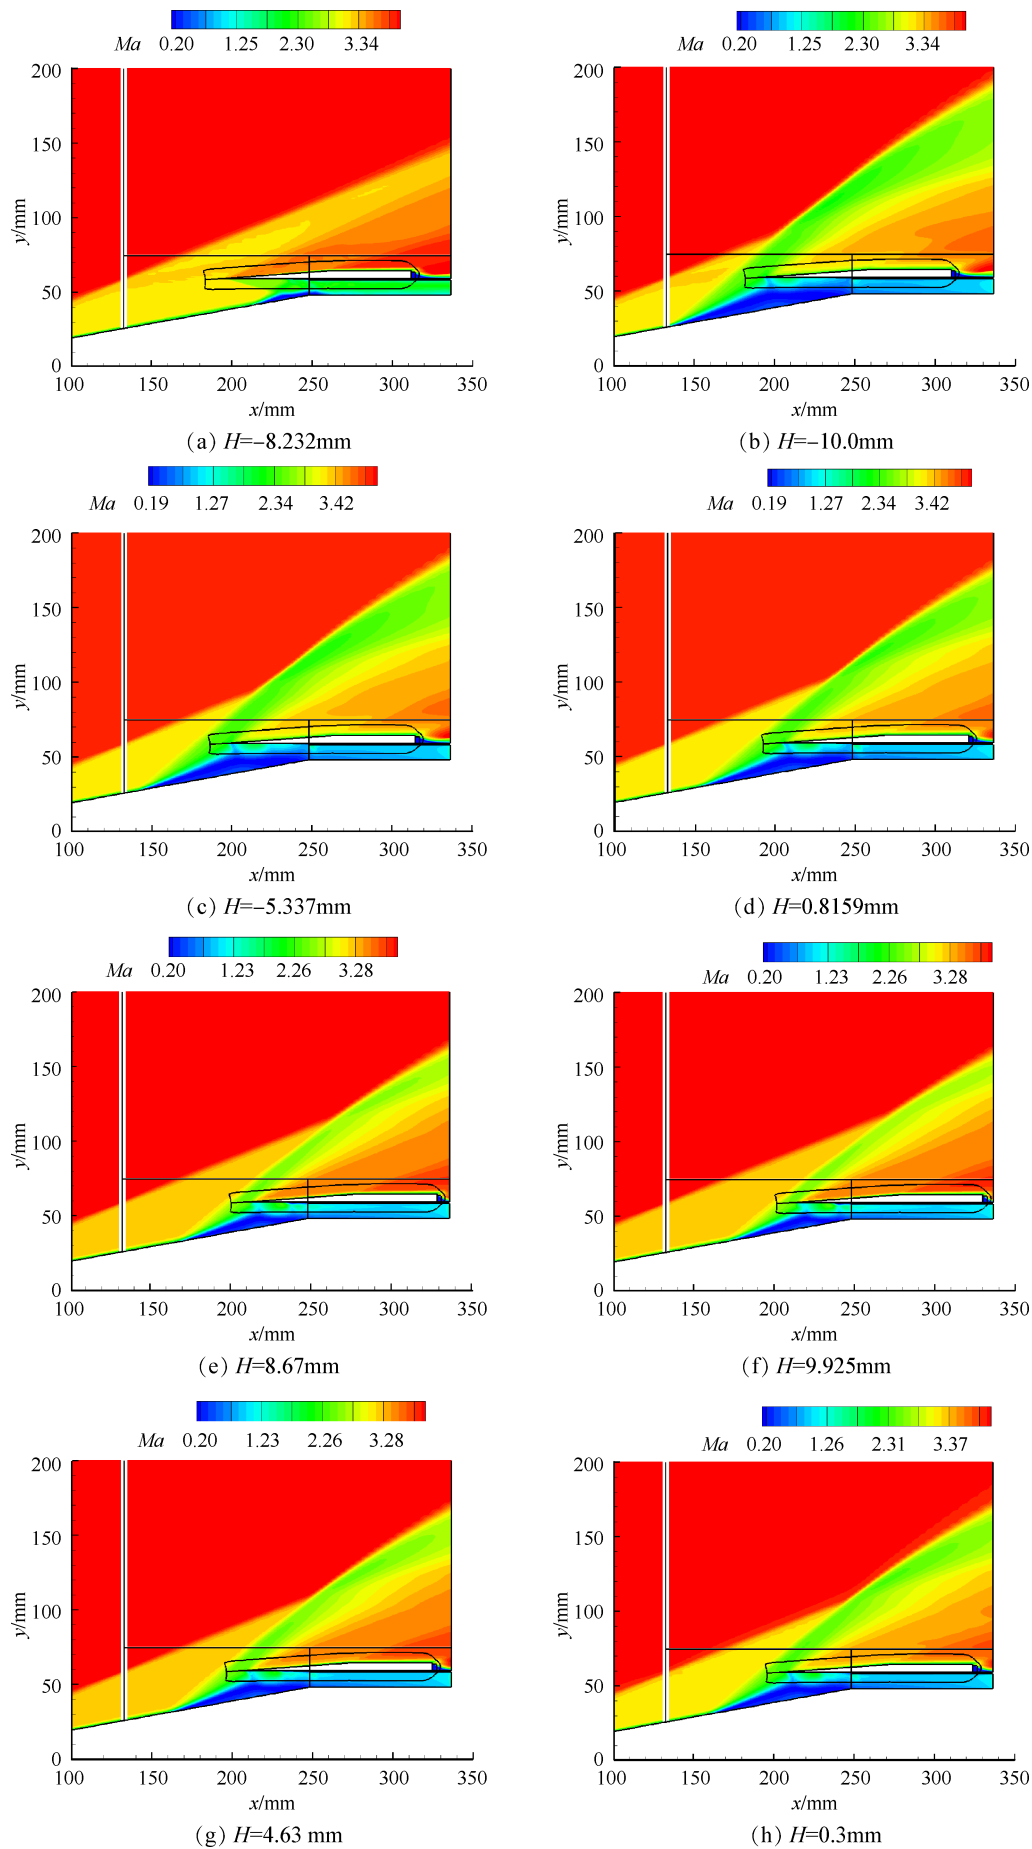 Ma 0.20 1.25 2.30 3.34
200
150
100
50
0
y/mm
100 150 200 250 300 350
x/mm
(a) H=–8.232mm
Ma 0.20 1.25 2.30 3.34
200
150
100
50
0
y/mm
100 150 200 250 300 350
x/mm
(b) H=–10.0mm
Ma 0.19 1.27 2.34 3.42
200
150
100
50
0
y/mm
100 150 200 250 300 350
x/mm
(c) H=–5.337mm
Ma 0.19 1.27 2.34 3.42
200
150
100
50
0
y/mm
100 150 200 250 300 350
x/mm
(d) H=0.8159mm
Ma 0.20 1.23 2.26 3.28
200
150
100
50
0
y/mm
100 150 200 250 300 350
x/mm
(e) H=8.67mm
Ma 0.20 1.23 2.26 3.28
200
150
100
50
0
y/mm
100 150 200 250 300 350
x/mm
(f) H=9.925mm
Ma 0.20 1.23 2.26 3.28
200
150
100
50
0
y/mm
100 150 200 250 300 350
x/mm
(g) H=4.63 mm
Ma 0.20 1.26 2.31 3.37
200
150
100
50
0
y/mm
100 150 200 250 300 350
x/mm
(h) H=0.3mm